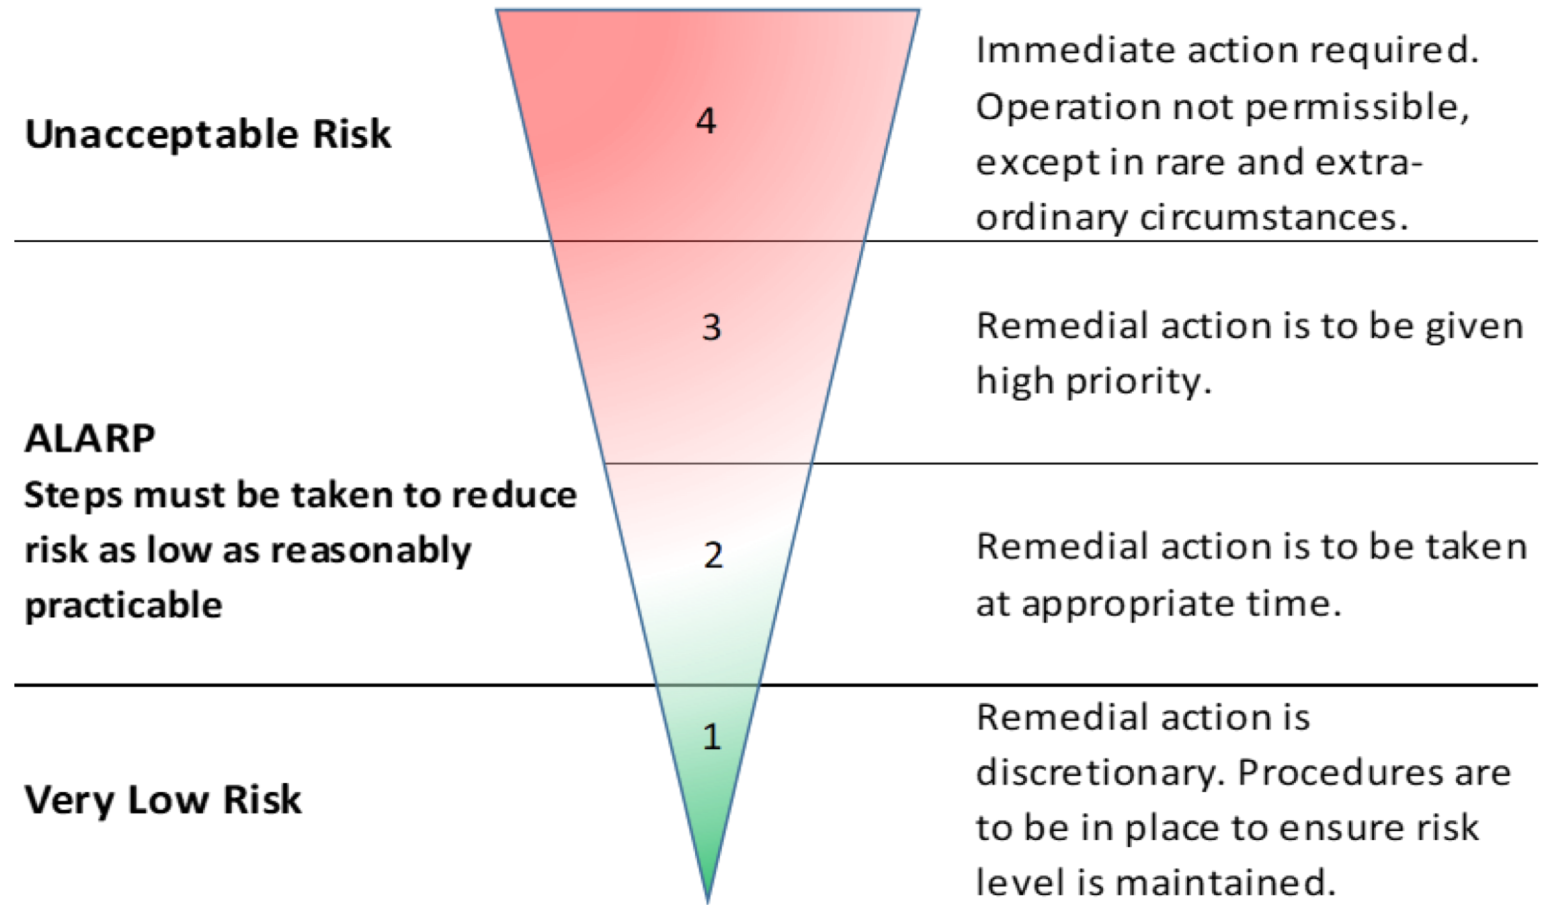 Unacceptable Risk
4
Immediate action required.
Operation not permissible,
except in rare and extra-
ordinary circumstances.
ALARP
Steps must be taken to reduce
risk as low as reasonably
practicable
3
Remedial action is to be given
high priority.
2
Remedial action is to be taken
at appropriate time.
Very Low Risk
1
Remedial action is
discretionary. Procedures are
to be in place to ensure risk
level is maintained.